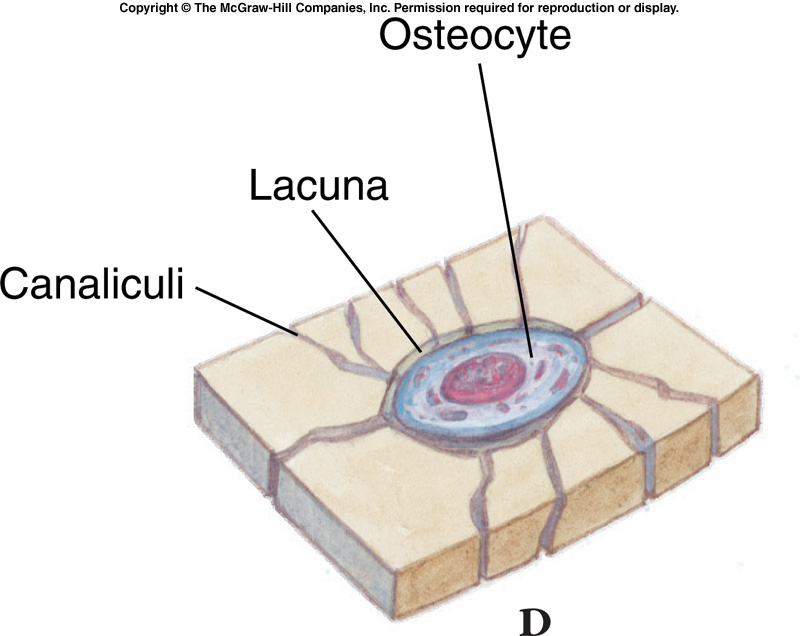 Copyright © The McGraw-Hill Companies, Inc. Permission required for reproduction or display.
Osteocyte
Lacuna
Canaliculi
D